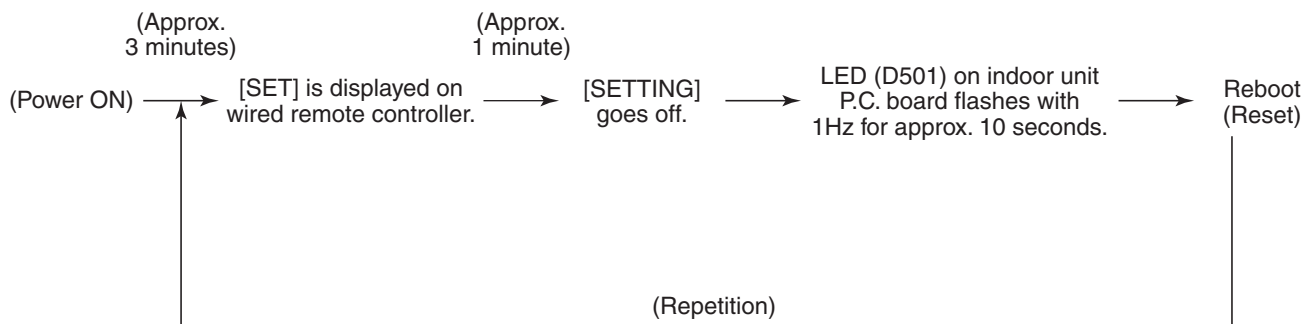 (Approx.
3 minutes)
(Approx.
1 minute)
(Power ON)
[SET] is displayed on
wired remote controller.
[SETTING]
goes off.
LED (D501) on indoor unit
P.C. board flashes with
1Hz for approx. 10 seconds.
Reboot
(Reset)
(Repetition)